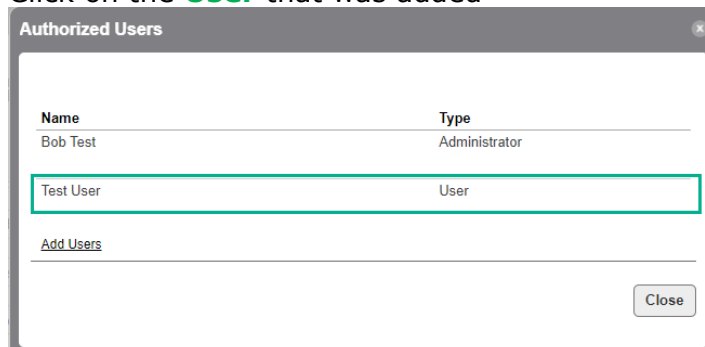 Click on the User that was added
Authorized Users
x
Name Type
Bob Test Administrator
Test User User
Add Users
Close